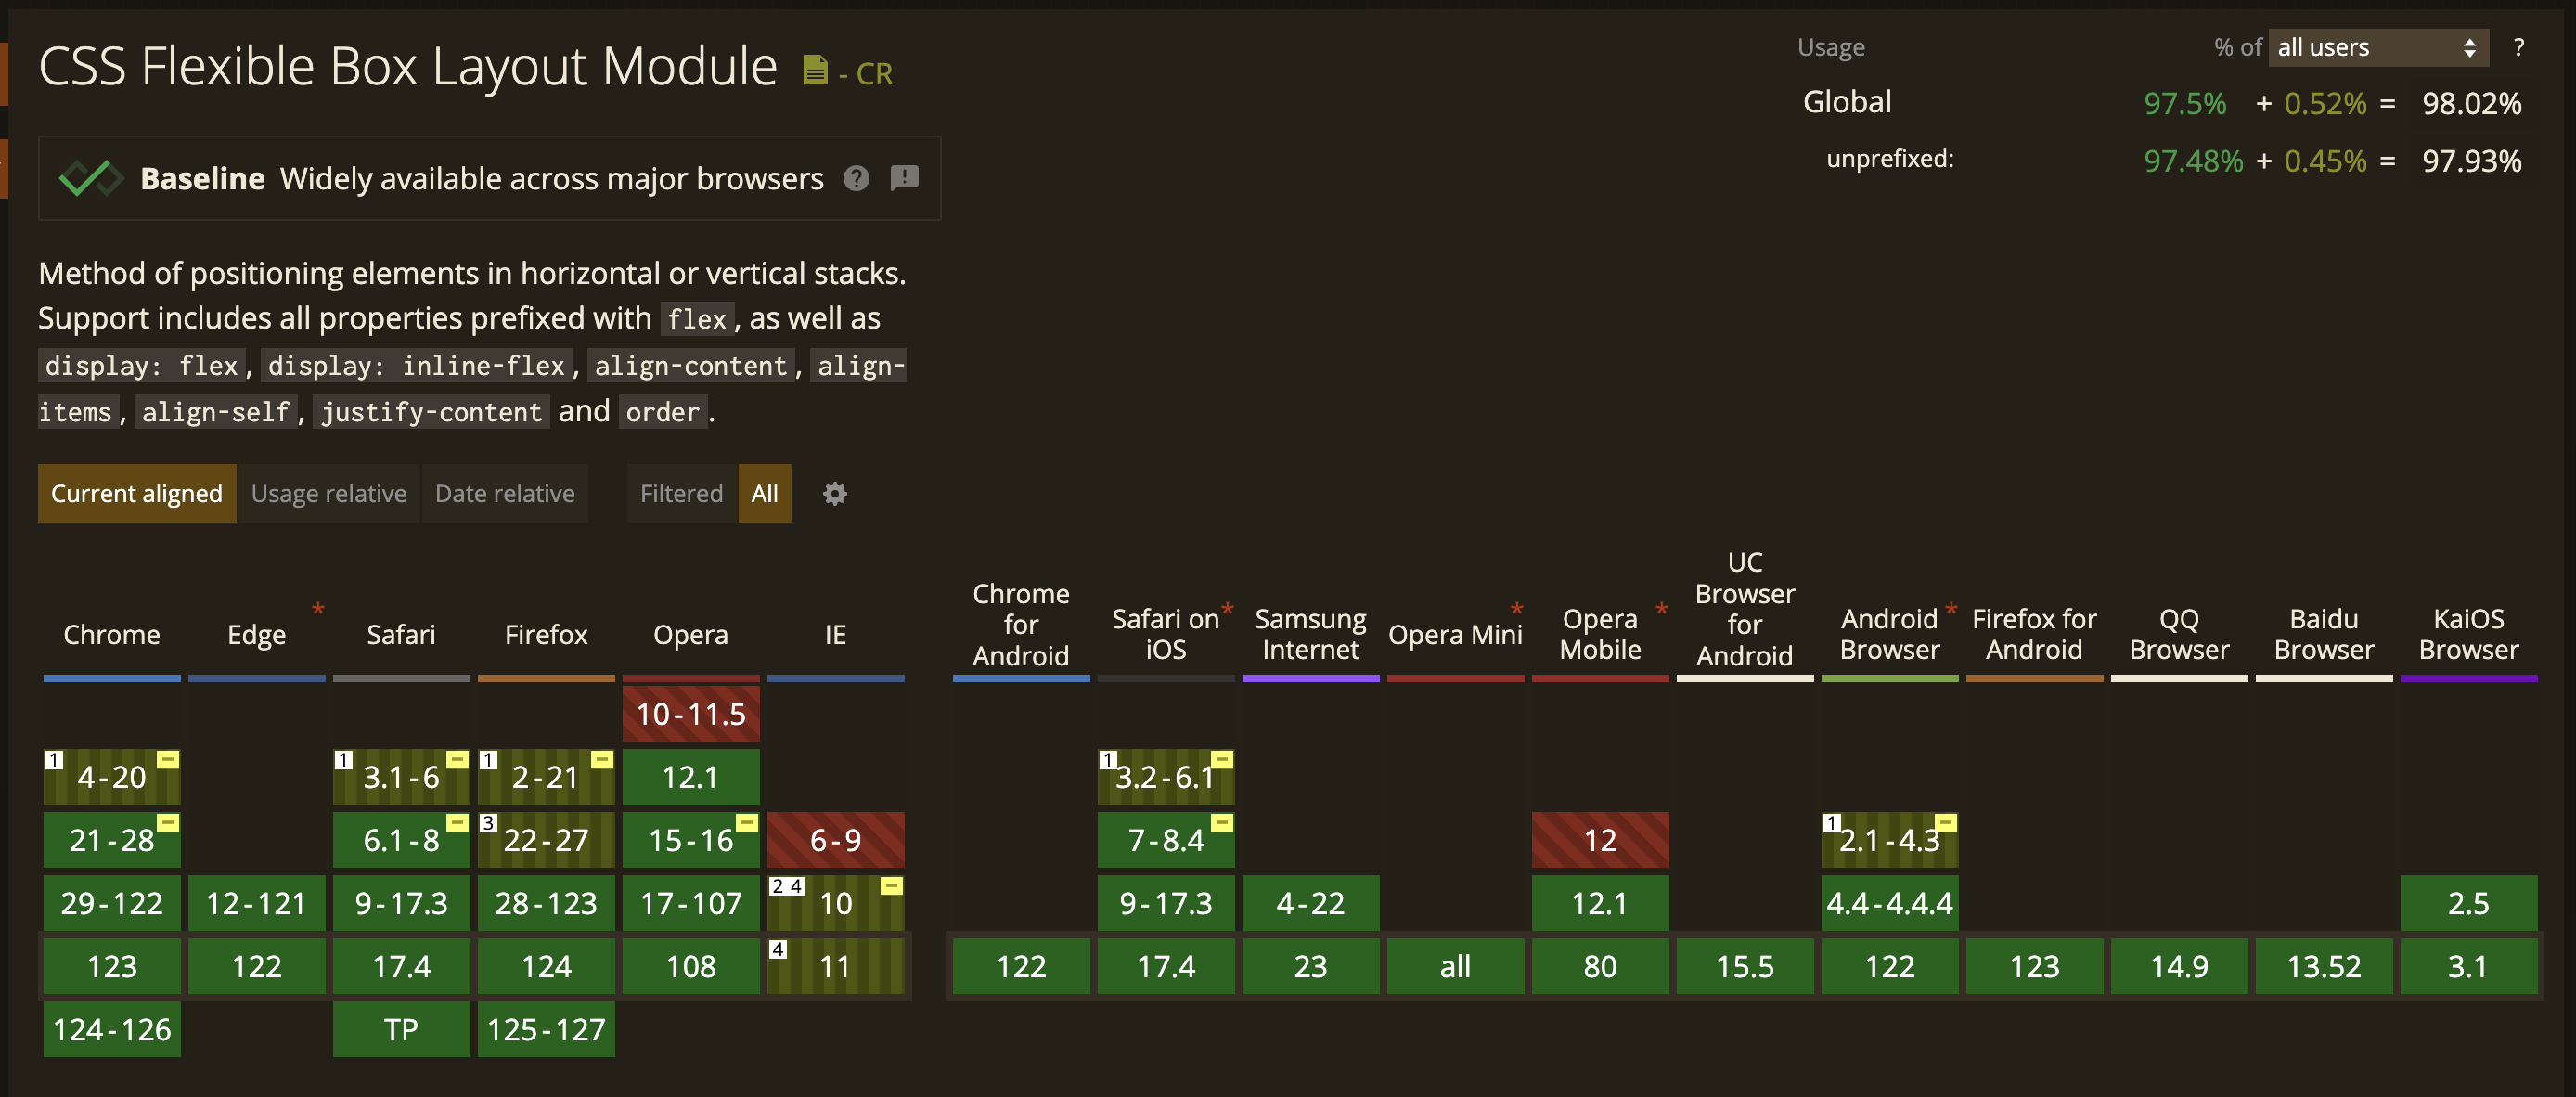 CSS Flexible Box Layout Module - CR
Usage % of all users ?
Global 97.5% + 0.52% = 98.02%
unprefixed: 97.48% + 0.45% = 97.93%
Baseline Widely available across major browsers ? !
Method of positioning elements in horizontal or vertical stacks.
Support includes all properties prefixed with flex, as well as
display: flex, display: inline-flex, align-content, align-
items, align-self, justify-content and order.
Current aligned Usage relative Date relative Filtered All
Chrome
Edge *
Safari
Firefox
Opera
IE
Chrome
for
Android
Safari on *
iOS
Samsung
Internet
Opera Mini *
Opera *
Mobile
UC
Browser
for
Android
Android *
Browser
Firefox for
Android
QQ
Browser
Baidu
Browser
KaiOS
Browser
10-11.5
1 4-20 1 3.1-6 1 2-21 12.1 1 3.2-6.1
21-28 6.1-8 3 22-27 15-16 6-9 7-8.4 12 1 2.1-4.3
29-122 12-121 9-17.3 28-123 17-107 2 4 10 9-17.3 4-22 12.1 4.4-4.4.4 2.5
123 122 17.4 124 108 4 11 122 17.4 23 all 80 15.5 122 123 14.9 13.52 3.1
124-126 TP 125-127